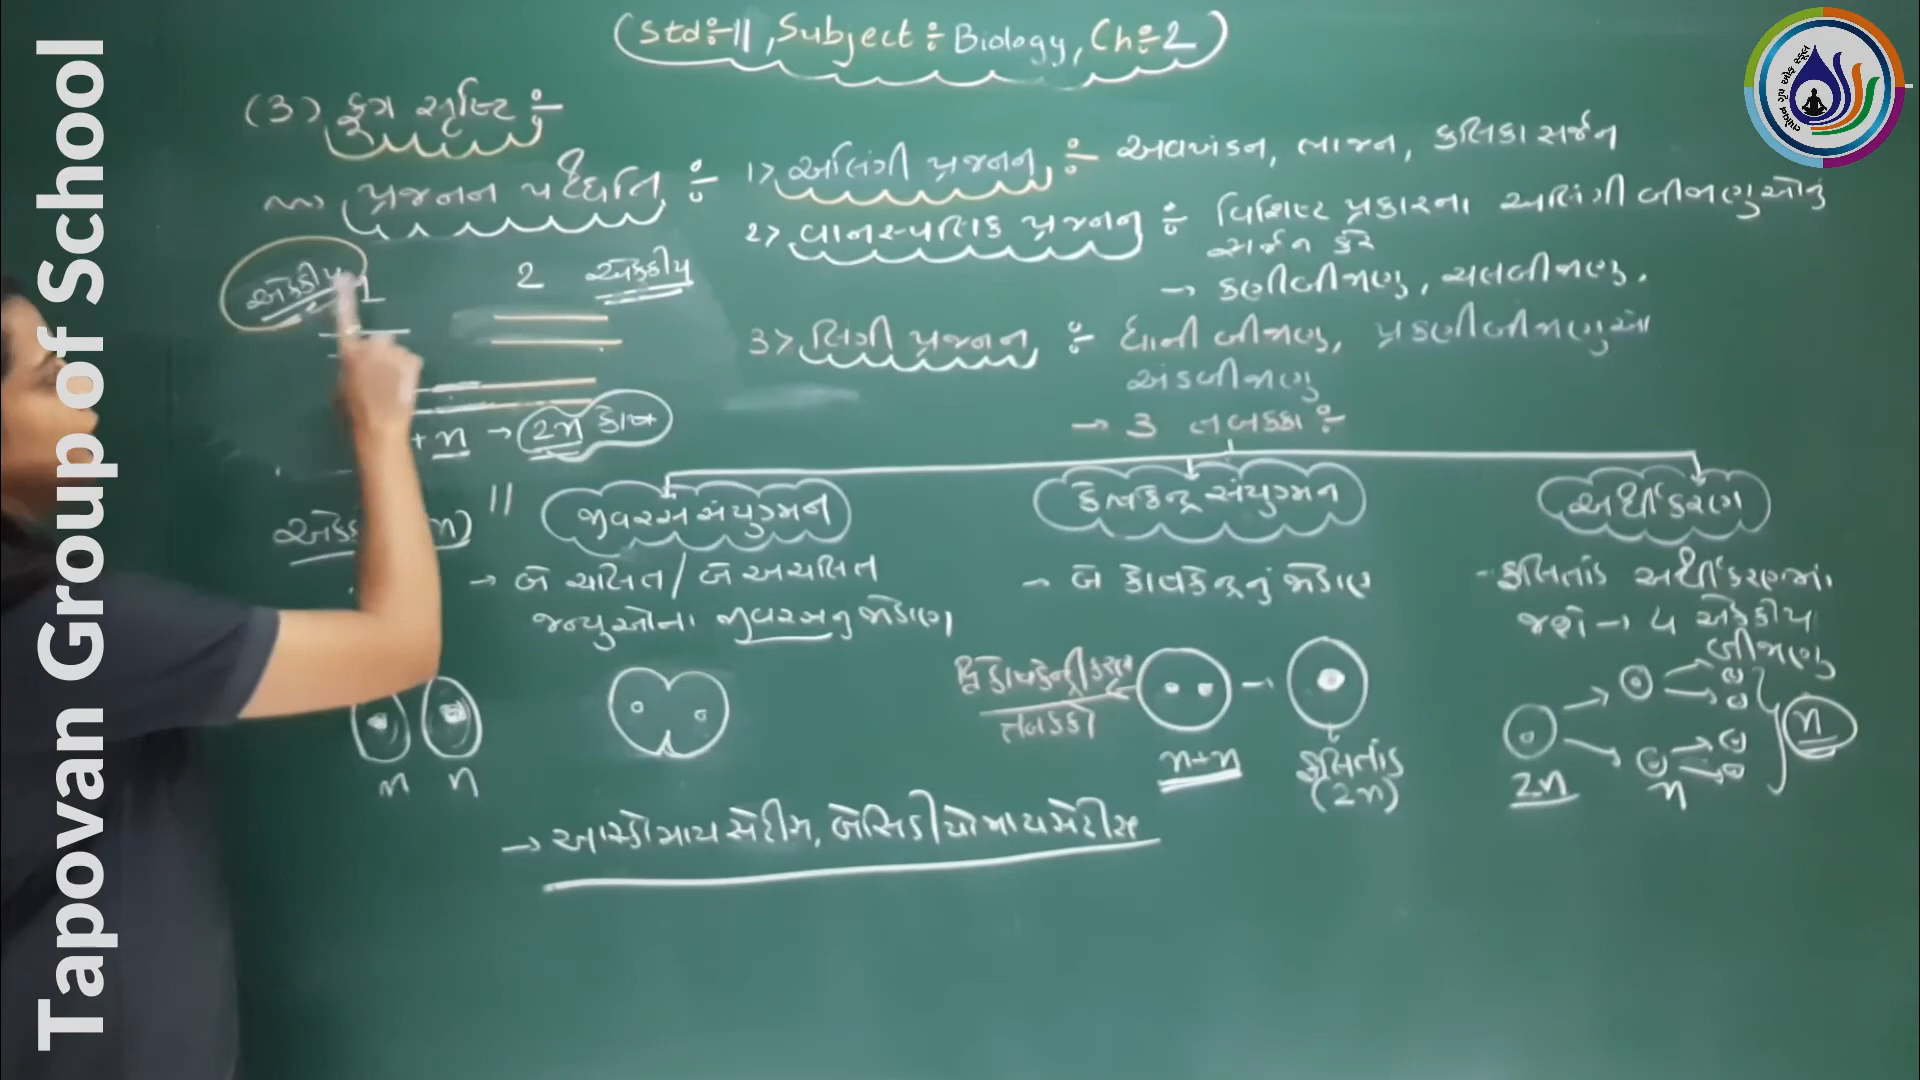 (Std:-11, Subject:- Biology, Ch:-2)
(3) ફૂગ સૃષ્ટિ :-
પ્રજનન પધ્ધતિ :-
1> અલિંગી પ્રજનન :- અવખંડન, ભાજન, કલિકા સર્જન
2> વાનસ્પતિક પ્રજનન :- વિશિષ્ટ પ્રકારના અલિંગી બીજાણુઓનું
સર્જન કરે
→ કણીબીજાણુ, ચલબીજાણુ.
એકકીય 1
2 એકકીય
3> લિંગી પ્રજનન :- ધાની બીજાણુ, પ્રકણીબીજાણુઓ
અંડબીજાણુ
→ 3 તબક્કા :-
+ n → 2n કોષ
n) ||
જીવરસ સંયુગ્મન
કોષકેન્દ્ર સંયુગ્મન
અર્ધીકરણ
→ બે ચલિત / બે અચલિત
જન્યુઓના જીવરસનું જોડાણ
→ બે કોષકેન્દ્રનું જોડાણ
- ફલિતાંડ અર્ધીકરણમાં
જશે → 4 એકકીય
બીજાણુ
n n
દ્વિકોષકેન્દ્રીકરણ
તબક્કો
n+n
ફલિતાંડ
(2n)
2n
n
n
→ આસ્કોમાયસેટીસ, બેસિડીયોમાયસેટીસ
Tapovan Group of School